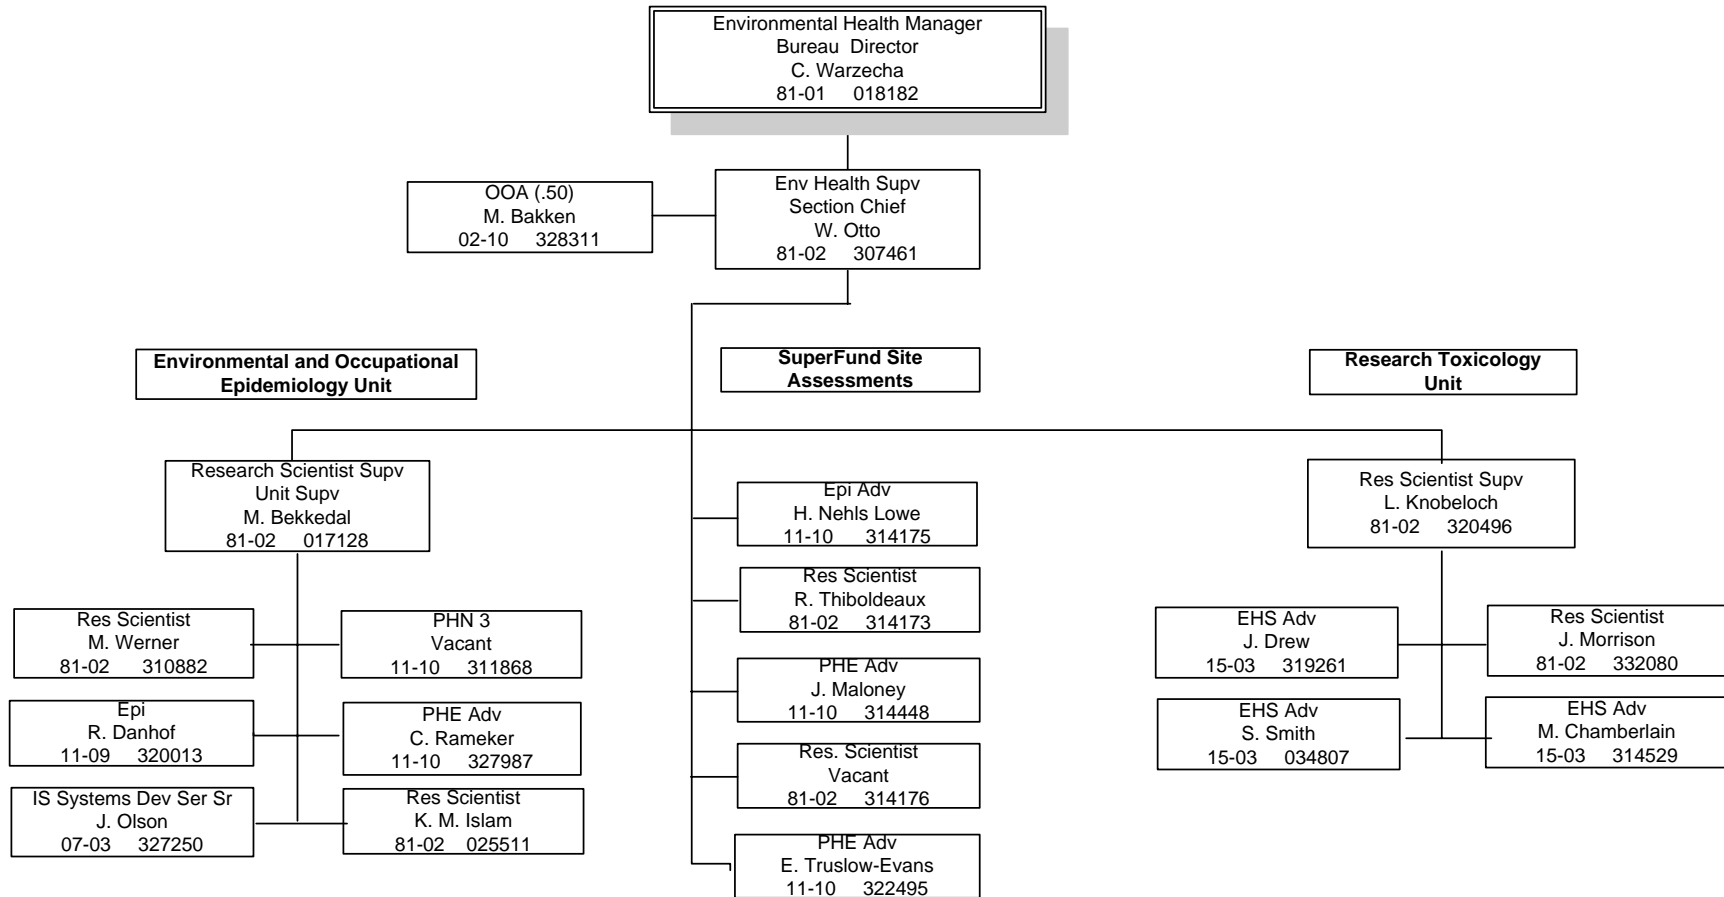 Environmental Health Manager
Bureau Director
C. Warzecha
81-01 018182
OOA (.50)
M. Bakken
02-10 328311
Env Health Supv
Section Chief
W. Otto
81-02 307461
Environmental and Occupational
Epidemiology Unit
SuperFund Site
Assessments
Research Toxicology
Unit
Research Scientist Supv
Unit Supv
M. Bekkedal
81-02 017128
Res Scientist
M. Werner
81-02 310882
PHN 3
Vacant
11-10 311868
Epi
R. Danhof
11-09 320013
PHE Adv
C. Rameker
11-10 327987
IS Systems Dev Ser Sr
J. Olson
07-03 327250
Res Scientist
K. M. Islam
81-02 025511
Epi Adv
H. Nehls Lowe
11-10 314175
Res Scientist
R. Thiboldeaux
81-02 314173
PHE Adv
J. Maloney
11-10 314448
Res. Scientist
Vacant
81-02 314176
PHE Adv
E. Truslow-Evans
11-10 322495
Res Scientist Supv
L. Knobeloch
81-02 320496
EHS Adv
J. Drew
15-03 319261
Res Scientist
J. Morrison
81-02 332080
EHS Adv
S. Smith
15-03 034807
EHS Adv
M. Chamberlain
15-03 314529